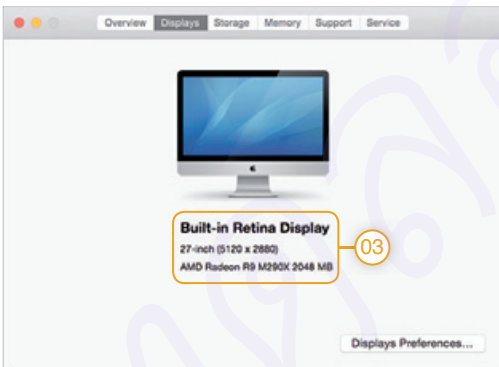 Overview Displays Storage Memory Support Service
Built-in Retina Display
27-inch (5120 x 2880)
AMD Radeon R9 M290X 2048 MB
03
Displays Preferences...